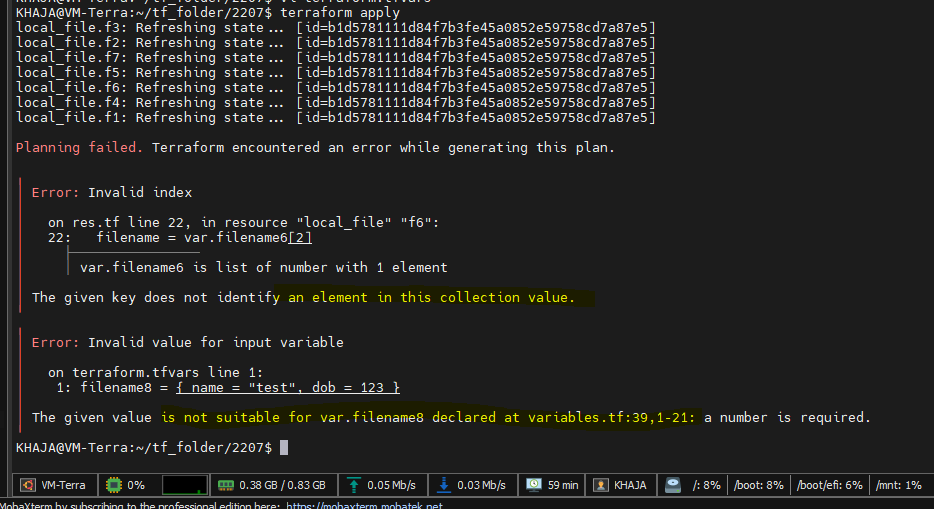 KHAJA@VM-Terra:~/tf_folder/2207$ terraform apply
local_file.f3: Refreshing state... [id=b1d5781111d84f7b3fe45a0852e59758cd7a87e5]
local_file.f2: Refreshing state... [id=b1d5781111d84f7b3fe45a0852e59758cd7a87e5]
local_file.f7: Refreshing state... [id=b1d5781111d84f7b3fe45a0852e59758cd7a87e5]
local_file.f5: Refreshing state... [id=b1d5781111d84f7b3fe45a0852e59758cd7a87e5]
local_file.f6: Refreshing state... [id=b1d5781111d84f7b3fe45a0852e59758cd7a87e5]
local_file.f4: Refreshing state... [id=b1d5781111d84f7b3fe45a0852e59758cd7a87e5]
local_file.f1: Refreshing state... [id=b1d5781111d84f7b3fe45a0852e59758cd7a87e5]
Planning failed. Terraform encountered an error while generating this plan.
Error: Invalid index
on res.tf line 22, in resource "local_file" "f6":
22: filename = var.filename6[2]
var.filename6 is list of number with 1 element
The given key does not identify an element in this collection value.
Error: Invalid value for input variable
on terraform.tfvars line 1:
1: filename8 = { name = "test", dob = 123 }
The given value is not suitable for var.filename8 declared at variables.tf:39,1-21: a number is required.
KHAJA@VM-Terra:~/tf_folder/2207$
VM-Terra 0% 0.38 GB / 0.83 GB 0.05 Mb/s 0.03 Mb/s 59 min KHAJA /: 8% /boot: 8% /boot/efi: 6% /mnt: 1%
MobaXterm by subscribing to the professional edition here: https://mobaxterm.mobatek.net